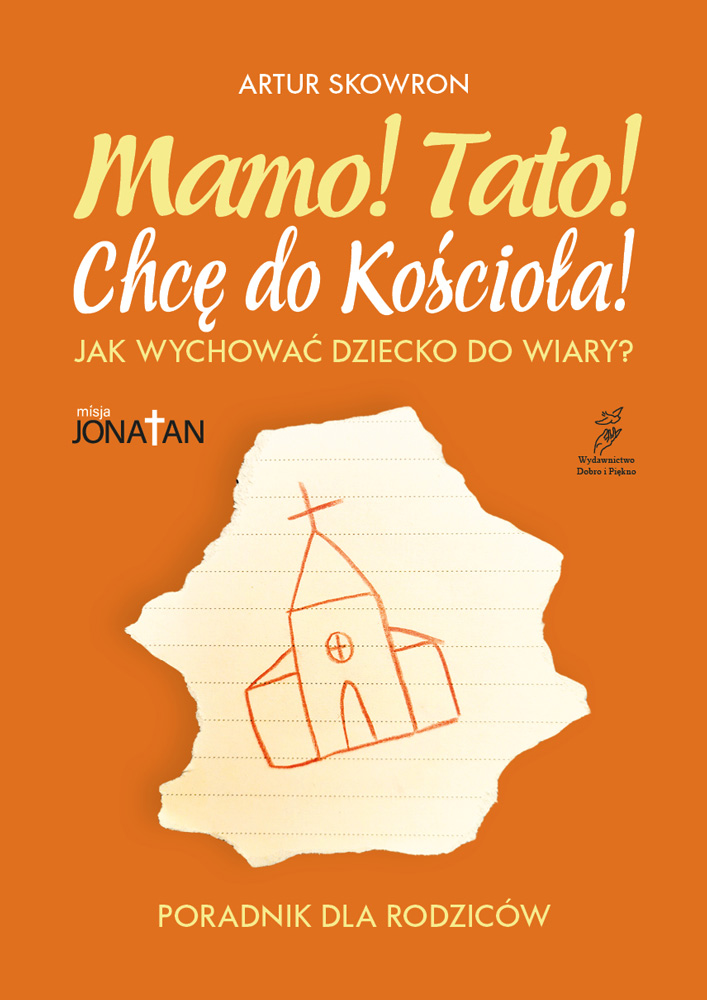 ARTUR SKOWRON
Mamo! Tato!
Chcę do Kościoła!
JAK WYCHOWAĆ DZIECKO DO WIARY?
misja
JONATAN
Wydawnictwo
Dobro i Piękno
PORADNIK DLA RODZICÓW